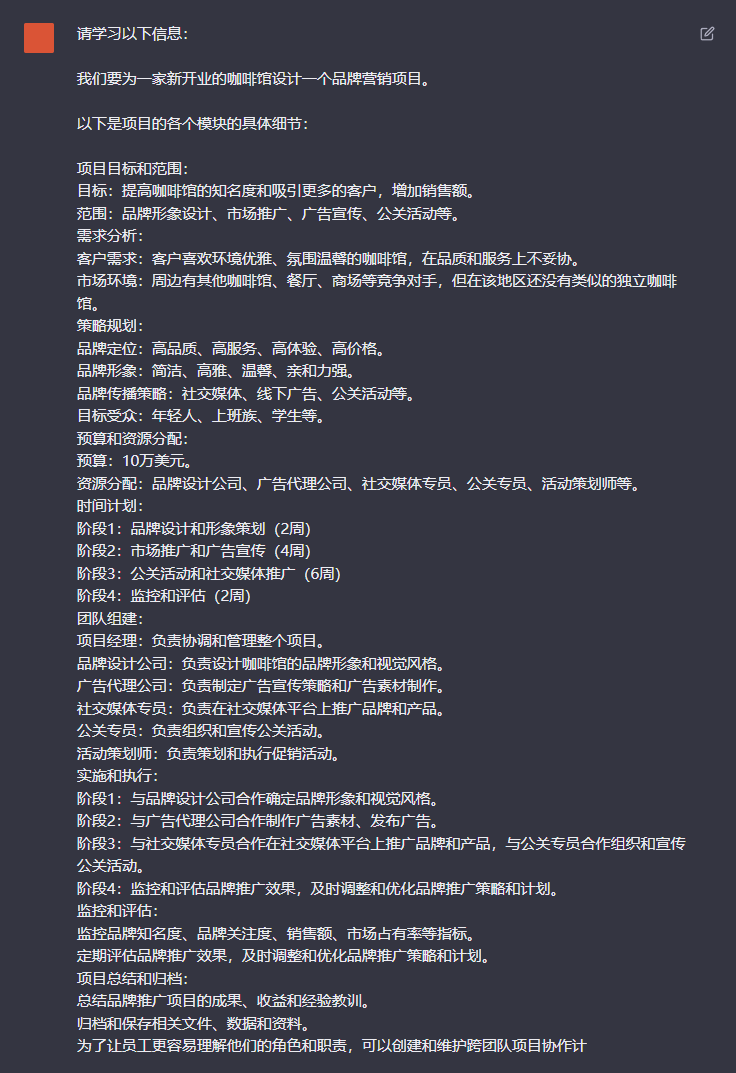 请学习以下信息：
我们要为一家新开业的咖啡馆设计一个品牌营销项目。
以下是项目的各个模块的具体细节：
项目目标和范围：
目标：提高咖啡馆的知名度和吸引更多的客户，增加销售额。
范围：品牌形象设计、市场推广、广告宣传、公关活动等。
需求分析：
客户需求：客户喜欢环境优雅、氛围温馨的咖啡馆，在品质和服务上不妥协。
市场环境：周边有其他咖啡馆、餐厅、商场等竞争对手，但在该地区还没有类似的独立咖啡
馆。
策略规划：
品牌定位：高品质、高服务、高体验、高价格。
品牌形象：简洁、高雅、温馨、亲和力强。
品牌传播策略：社交媒体、线下广告、公关活动等。
目标受众：年轻人、上班族、学生等。
预算和资源分配：
预算：10万美元。
资源分配：品牌设计公司、广告代理公司、社交媒体专员、公关专员、活动策划师等。
时间计划：
阶段1：品牌设计和形象策划（2周）
阶段2：市场推广和广告宣传（4周）
阶段3：公关活动和社交媒体推广（6周）
阶段4：监控和评估（2周）
团队组建：
项目经理：负责协调和管理整个项目。
品牌设计公司：负责设计咖啡馆的品牌形象和视觉风格。
广告代理公司：负责制定广告宣传策略和广告素材制作。
社交媒体专员：负责在社交媒体平台上推广品牌和产品。
公关专员：负责组织和宣传公关活动。
活动策划师：负责策划和执行促销活动。
实施和执行：
阶段1：与品牌设计公司合作确定品牌形象和视觉风格。
阶段2：与广告代理公司合作制作广告素材、发布广告。
阶段3：与社交媒体专员合作在社交媒体平台上推广品牌和产品，与公关专员合作组织和宣传
公关活动。
阶段4：监控和评估品牌推广效果，及时调整和优化品牌推广策略和计划。
监控和评估：
监控品牌知名度、品牌关注度、销售额、市场占有率等指标。
定期评估品牌推广效果，及时调整和优化品牌推广策略和计划。
项目总结和归档：
总结品牌推广项目的成果、收益和经验教训。
归档和保存相关文件、数据和资料。
为了让员工更容易理解他们的角色和职责，可以创建和维护跨团队项目协作计